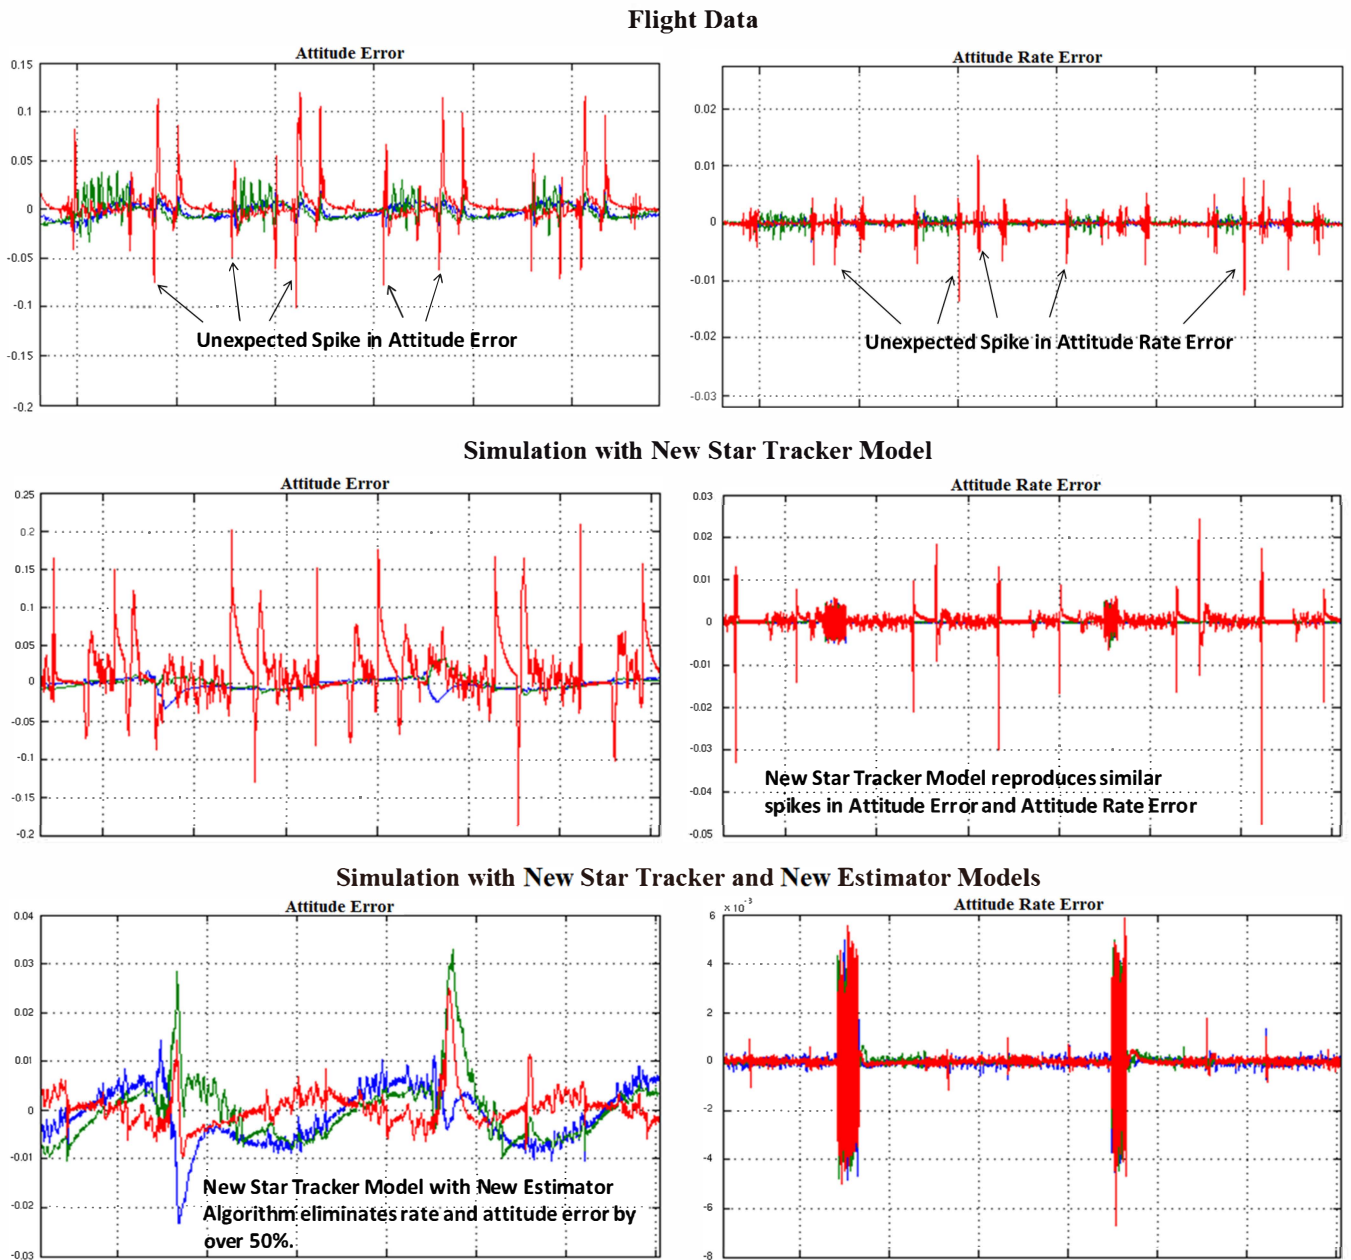 Flight Data
Attitude Error
0.15
0.1
0.05
0
-0.05
-0.1
-0.15
-0.2
Unexpected Spike in Attitude Error
Attitude Rate Error
0.02
0.01
0
-0.01
-0.02
-0.03
Unexpected Spike in Attitude Rate Error
Simulation with New Star Tracker Model
Attitude Error
0.25
0.2
0.15
0.1
0.05
0
-0.05
-0.1
-0.15
-0.2
Attitude Rate Error
0.03
0.02
0.01
0
-0.01
-0.02
-0.03
-0.04
-0.05
New Star Tracker Model reproduces similar
spikes in Attitude Error and Attitude Rate Error
Simulation with New Star Tracker and New Estimator Models
Attitude Error
0.04
0.03
0.02
0.01
0
-0.01
-0.02
-0.03
New Star Tracker Model with New Estimator
Algorithm eliminates rate and attitude error by
over 50%.
Attitude Rate Error
x 10⁻³
6
4
2
0
-2
-4
-6
-8